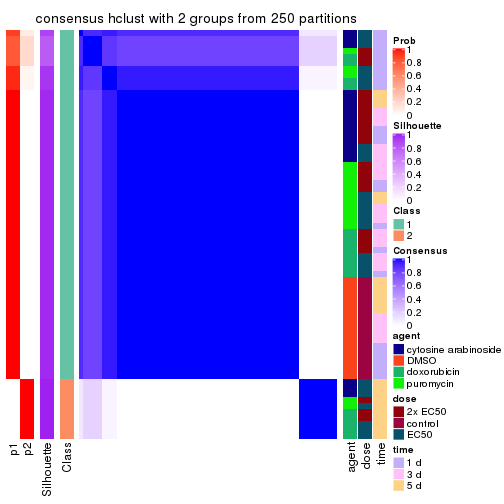 consensus hclust with 2 groups from 250 partitions
p1
p2
Silhouette
Class
agent
dose
time
Prob
1
0.8
0.6
0.4
0.2
0
Silhouette
1
0.8
0.6
0.4
0.2
0
Class
1
2
Consensus
1
0.8
0.6
0.4
0.2
0
agent
cytosine arabinoside
DMSO
doxorubicin
puromycin
dose
2x EC50
control
EC50
time
1 d
3 d
5 d